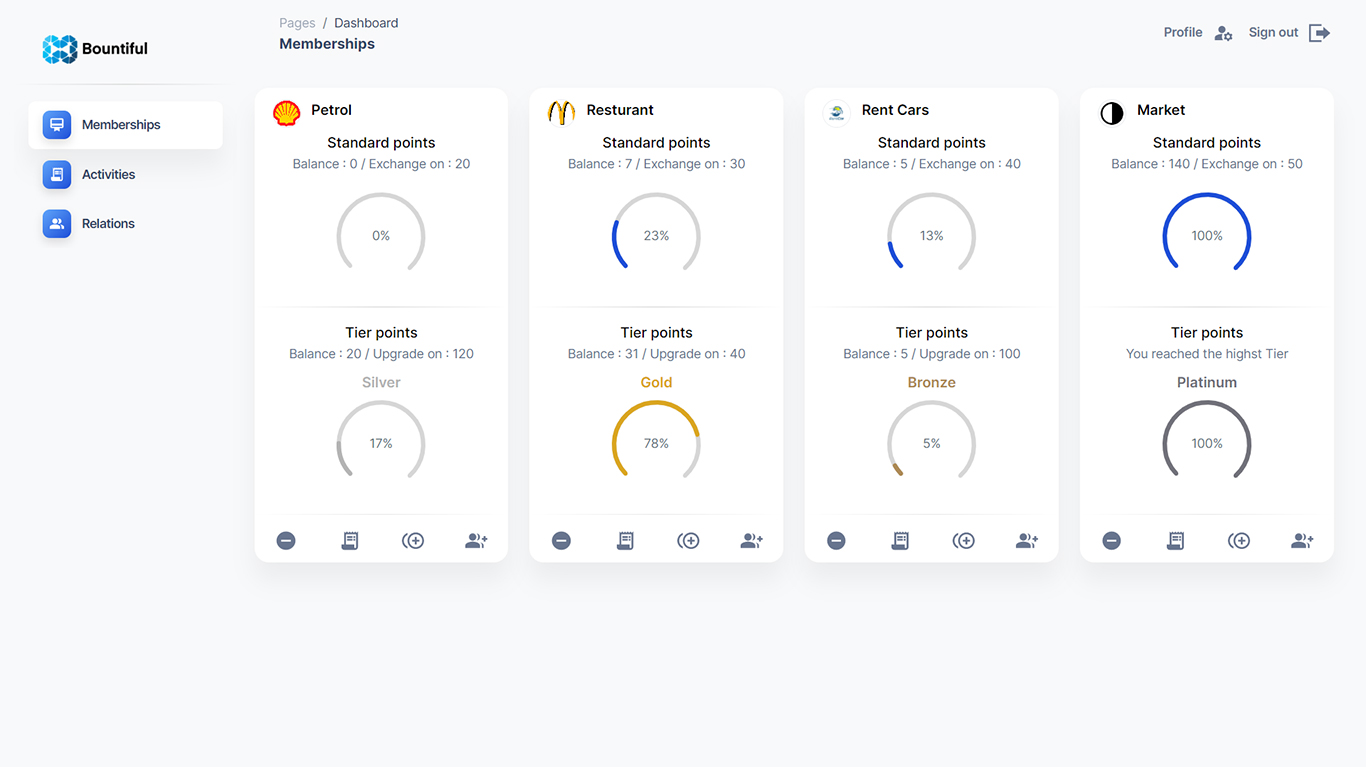 Bountiful
Pages / Dashboard
Memberships
Profile
Sign out
Memberships
Activities
Relations
Petrol
Standard points
Balance : 0 / Exchange on : 20
0%
Tier points
Balance : 20 / Upgrade on : 120
Silver
17%
Resturant
Standard points
Balance : 7 / Exchange on : 30
23%
Tier points
Balance : 31 / Upgrade on : 40
Gold
78%
Rent Cars
Standard points
Balance : 5 / Exchange on : 40
13%
Tier points
Balance : 5 / Upgrade on : 100
Bronze
5%
Market
Standard points
Balance : 140 / Exchange on : 50
100%
Tier points
You reached the highst Tier
Platinum
100%